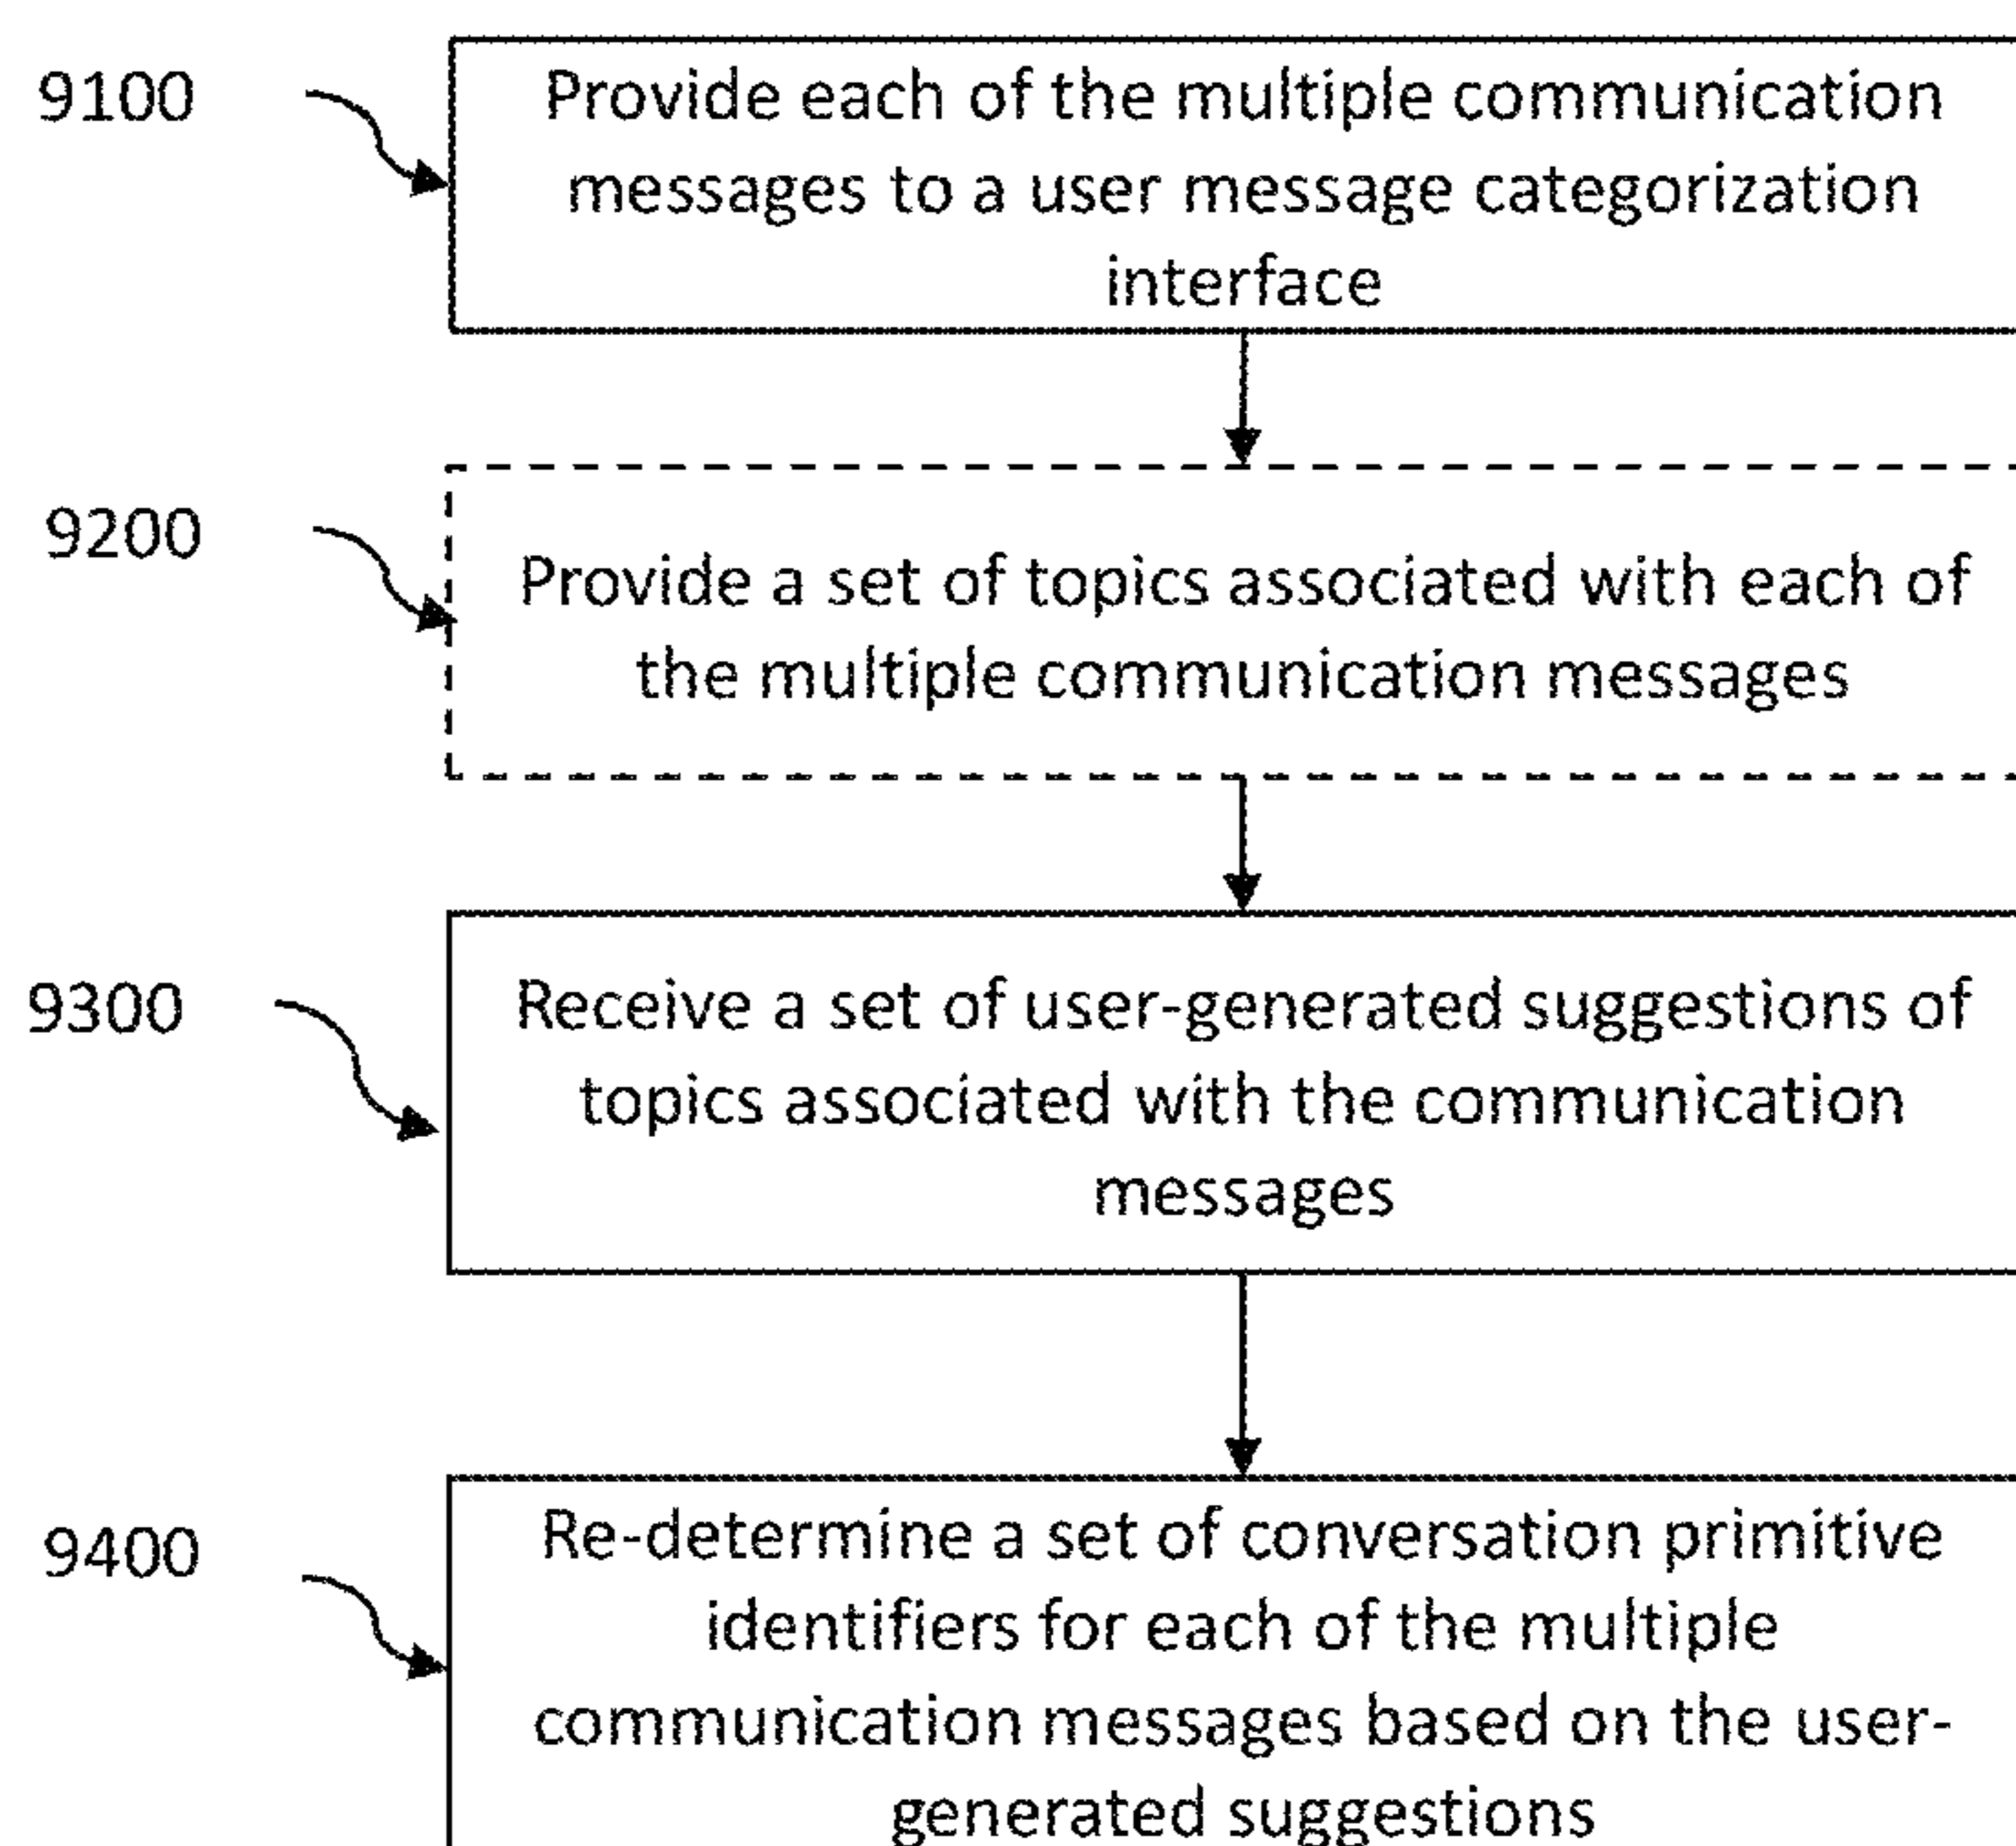 9100
Provide each of the multiple communication
messages to a user message categorization
interface
9200
Provide a set of topics associated with each of
the multiple communication messages
9300
Receive a set of user-generated suggestions of
topics associated with the communication
messages
9400
Re-determine a set of conversation primitive
identifiers for each of the multiple
communication messages based on the user-
generated suggestions